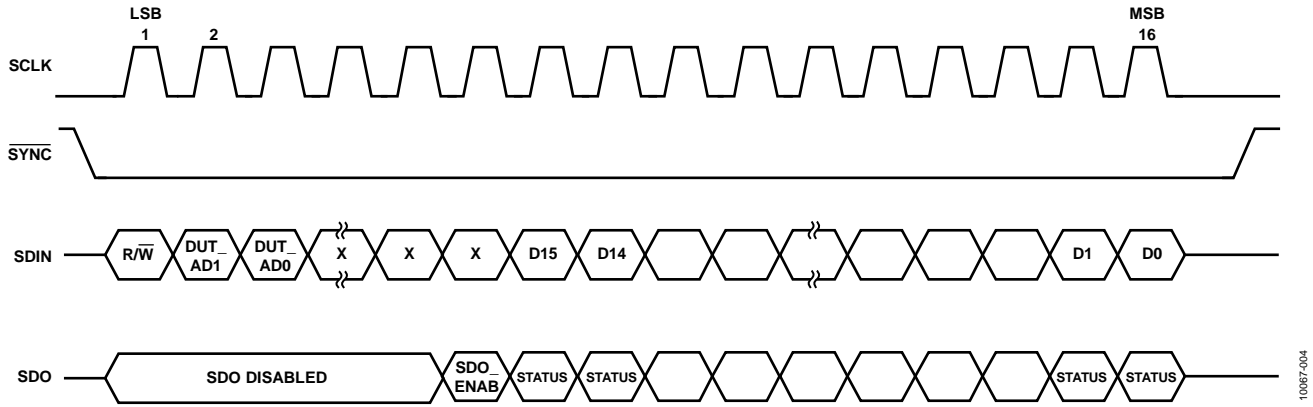 LSB MSB
1 2 16
SCLK
SYNC
SDIN R/W DUT_ DUT_ X X X D15 D14 D1 D0
AD1 AD0
SDO SDO DISABLED SDO_ STATUS STATUS STATUS STATUS
ENAB
10067-004